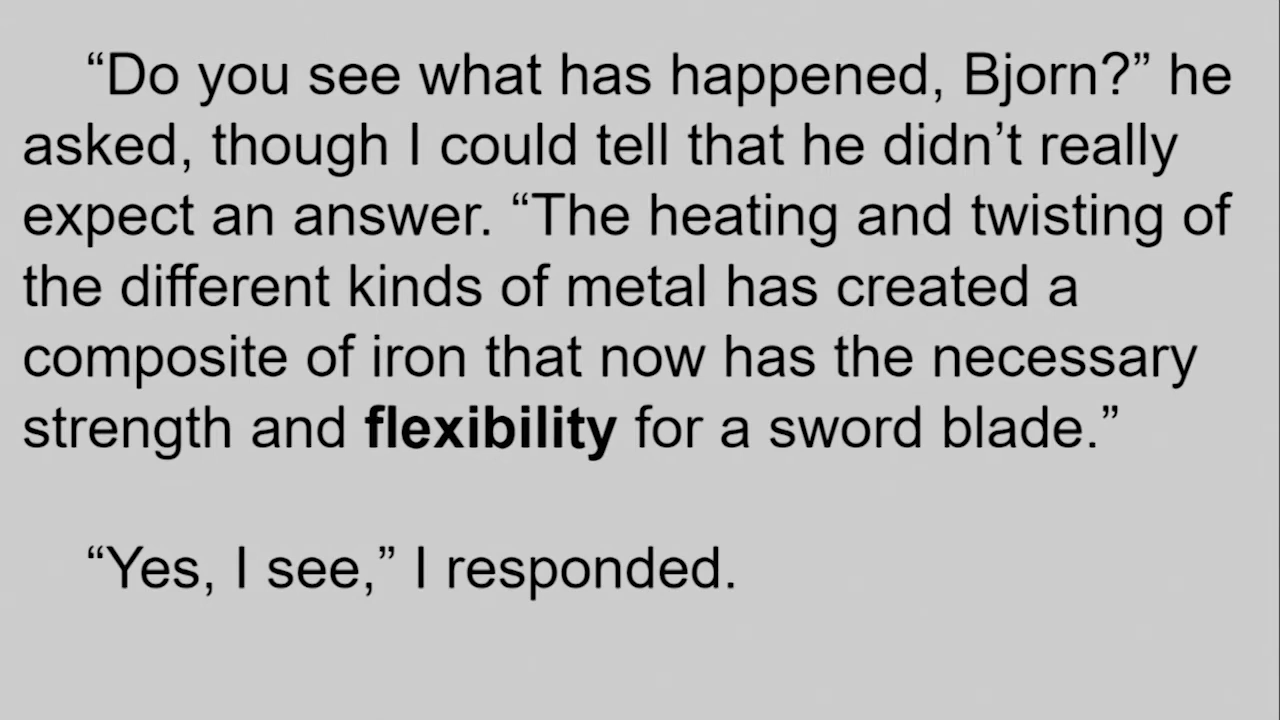 “Do you see what has happened, Bjorn?” he
asked, though I could tell that he didn’t really
expect an answer. “The heating and twisting of
the different kinds of metal has created a
composite of iron that now has the necessary
strength and flexibility for a sword blade.”
“Yes, I see,” I responded.